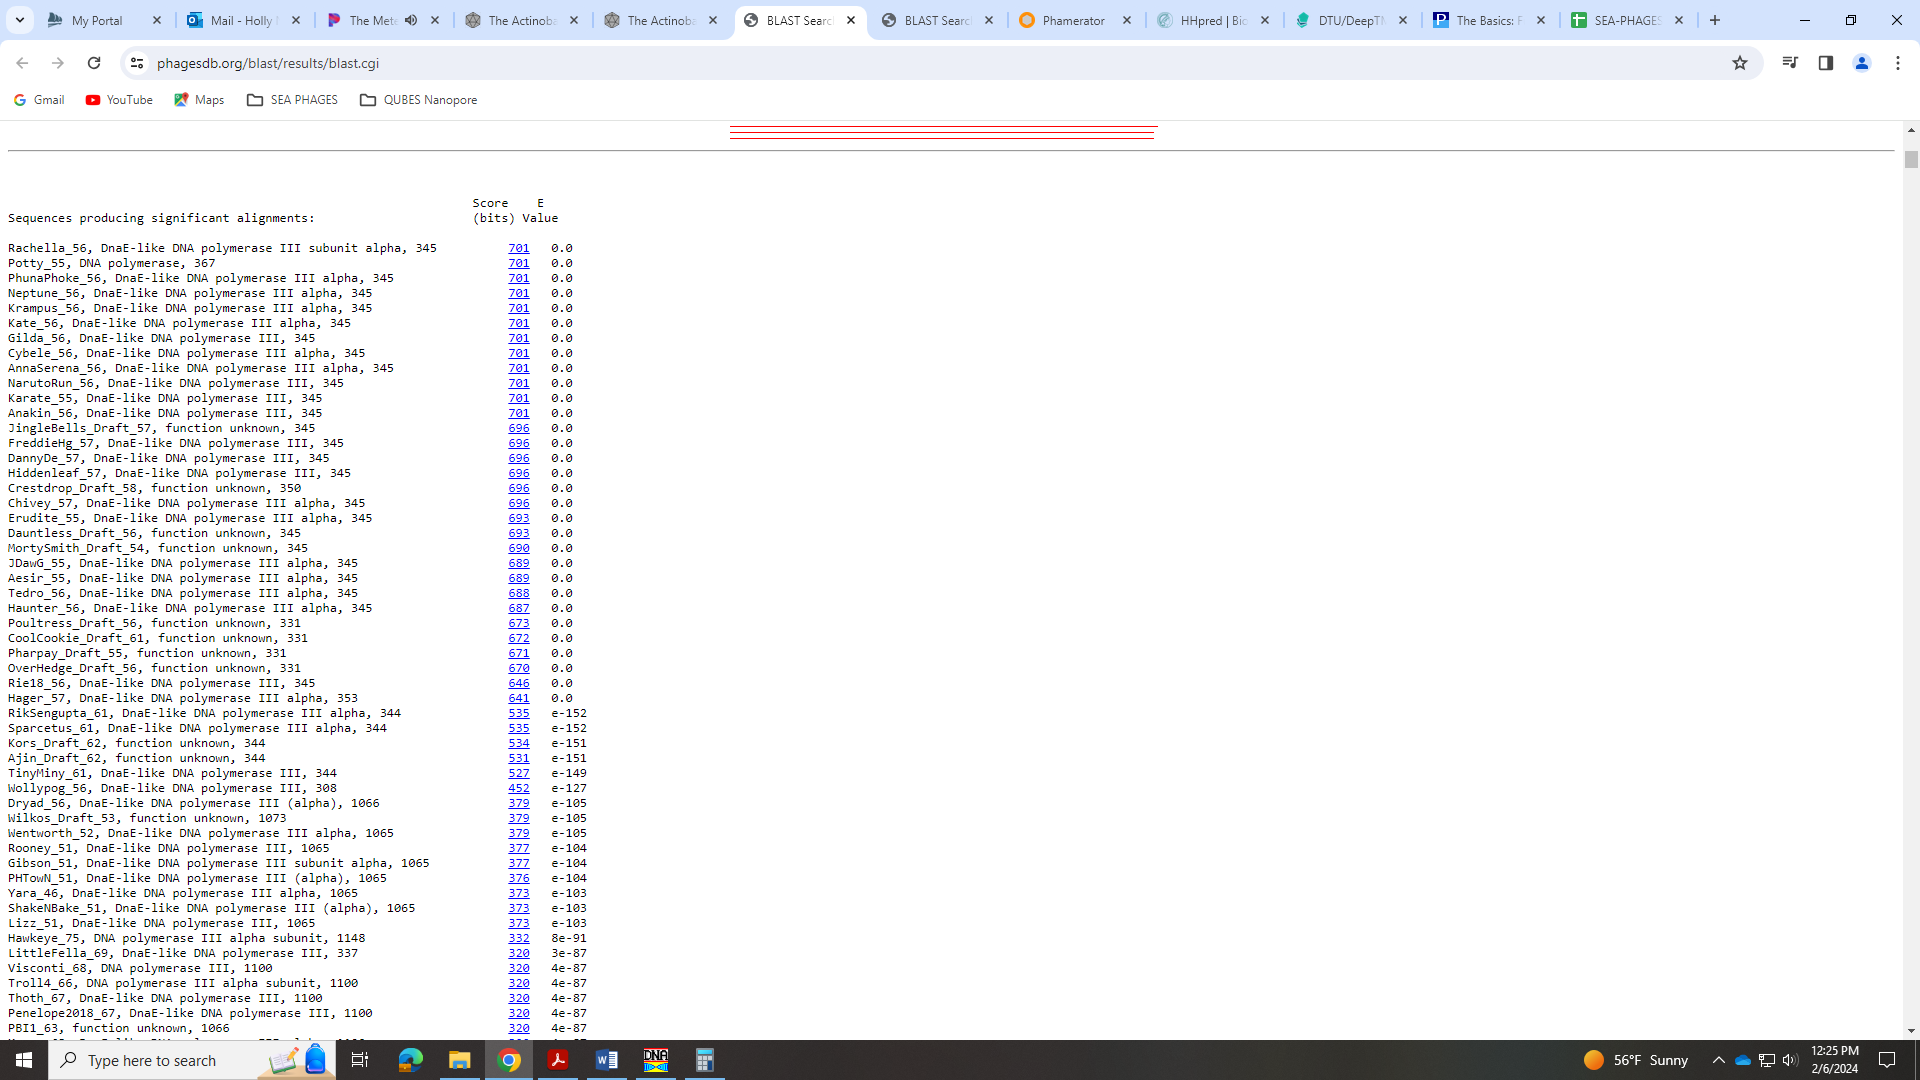 My Portal
Mail - Holly
The Mete
The Actinoba
The Actinoba
BLAST Searc
BLAST Searc
Phamerator
HHpred | Bio
DTU/DeepTM
The Basics: F
SEA-PHAGES
phagesdb.org/blast/results/blast.cgi
Gmail
YouTube
Maps
SEA PHAGES
QUBES Nanopore
Score E
Sequences producing significant alignments: (bits) Value
Rachella_56, DnaE-like DNA polymerase III subunit alpha, 345 701 0.0
Potty_55, DNA polymerase, 367 701 0.0
PhunaPhoke_56, DnaE-like DNA polymerase III alpha, 345 701 0.0
Neptune_56, DnaE-like DNA polymerase III alpha, 345 701 0.0
Krampus_56, DnaE-like DNA polymerase III alpha, 345 701 0.0
Kate_56, DnaE-like DNA polymerase III alpha, 345 701 0.0
Gilda_56, DnaE-like DNA polymerase III, 345 701 0.0
Cybele_56, DnaE-like DNA polymerase III alpha, 345 701 0.0
AnnaSerena_56, DnaE-like DNA polymerase III alpha, 345 701 0.0
NarutoRun_56, DnaE-like DNA polymerase III, 345 701 0.0
Karate_55, DnaE-like DNA polymerase III, 345 701 0.0
Anakin_56, DnaE-like DNA polymerase III, 345 701 0.0
JingleBells_Draft_57, function unknown, 345 696 0.0
FreddieHg_57, DnaE-like DNA polymerase III, 345 696 0.0
DannyDe_57, DnaE-like DNA polymerase III, 345 696 0.0
Hiddenleaf_57, DnaE-like DNA polymerase III, 345 696 0.0
Crestdrop_Draft_58, function unknown, 350 696 0.0
Chivey_57, DnaE-like DNA polymerase III alpha, 345 696 0.0
Erudite_55, DnaE-like DNA polymerase III alpha, 345 693 0.0
Dauntless_Draft_56, function unknown, 345 693 0.0
MortySmith_Draft_54, function unknown, 345 690 0.0
JDawG_55, DnaE-like DNA polymerase III alpha, 345 689 0.0
Aesir_55, DnaE-like DNA polymerase III alpha, 345 689 0.0
Tedro_56, DnaE-like DNA polymerase III alpha, 345 688 0.0
Haunter_56, DnaE-like DNA polymerase III alpha, 345 687 0.0
Poultress_Draft_56, function unknown, 331 673 0.0
CoolCookie_Draft_61, function unknown, 331 672 0.0
Pharpay_Draft_55, function unknown, 331 671 0.0
OverHedge_Draft_56, function unknown, 331 670 0.0
Rie18_56, DnaE-like DNA polymerase III, 345 646 0.0
Hager_57, DnaE-like DNA polymerase III alpha, 353 641 0.0
RikSengupta_61, DnaE-like DNA polymerase III alpha, 344 535 e-152
Sparcetus_61, DnaE-like DNA polymerase III alpha, 344 535 e-152
Kors_Draft_62, function unknown, 344 534 e-151
Ajin_Draft_62, function unknown, 344 531 e-151
TinyMiny_61, DnaE-like DNA polymerase III, 344 527 e-149
Wollypog_56, DnaE-like DNA polymerase III, 308 452 e-127
Dryad_56, DnaE-like DNA polymerase III (alpha), 1066 379 e-105
Wilkos_Draft_53, function unknown, 1073 379 e-105
Wentworth_52, DnaE-like DNA polymerase III alpha, 1065 379 e-105
Rooney_51, DnaE-like DNA polymerase III, 1065 377 e-104
Gibson_51, DnaE-like DNA polymerase III subunit alpha, 1065 377 e-104
PHTowN_51, DnaE-like DNA polymerase III (alpha), 1065 376 e-104
Yara_46, DnaE-like DNA polymerase III alpha, 1065 373 e-103
ShakeNBake_51, DnaE-like DNA polymerase III (alpha), 1065 373 e-103
Lizz_51, DnaE-like DNA polymerase III, 1065 373 e-103
Hawkeye_75, DNA polymerase III alpha subunit, 1148 332 8e-91
LittleFella_69, DnaE-like DNA polymerase III, 337 320 3e-87
Visconti_68, DNA polymerase III, 1100 320 4e-87
Troll4_66, DNA polymerase III alpha subunit, 1100 320 4e-87
Thoth_67, DnaE-like DNA polymerase III, 1100 320 4e-87
Penelope2018_67, DnaE-like DNA polymerase III, 1100 320 4e-87
PBI1_63, function unknown, 1066 320 4e-87
Type here to search
DNA
56°F Sunny
12:25 PM
2/6/2024